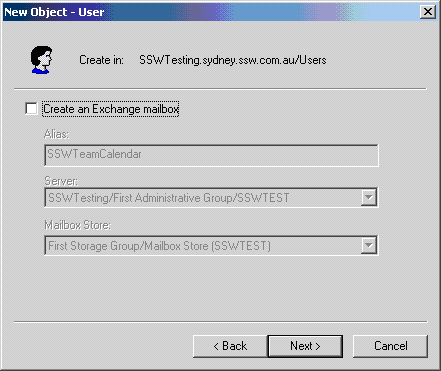 New Object - User
Create in: SSWTesting.sydney.ssw.com.au/Users
Create an Exchange mailbox
Alias:
SSWTeamCalendar
Server:
SSWTesting/First Administrative Group/SSWTEST
Mailbox Store:
First Storage Group/Mailbox Store (SSWTEST)
< Back
Next >
Cancel